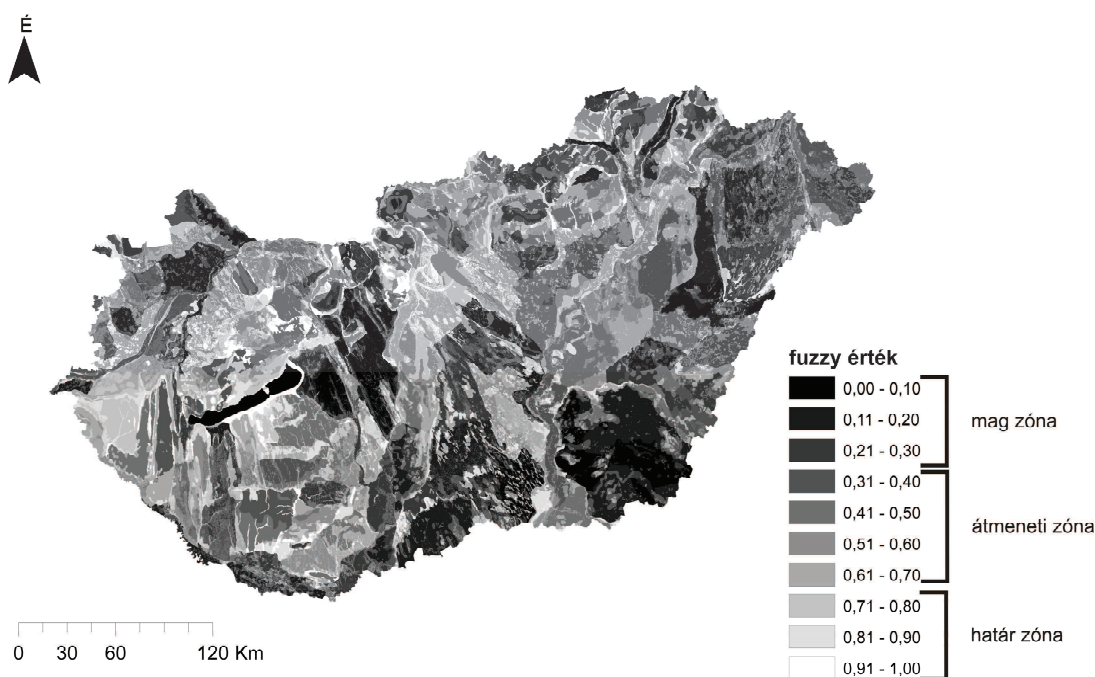 É
fuzzy érték
0,00 - 0,10
0,11 - 0,20
0,21 - 0,30
mag zóna
0,31 - 0,40
0,41 - 0,50
0,51 - 0,60
0,61 - 0,70
átmeneti zóna
0,71 - 0,80
0,81 - 0,90
0,91 - 1,00
határ zóna
0 30 60 120 Km